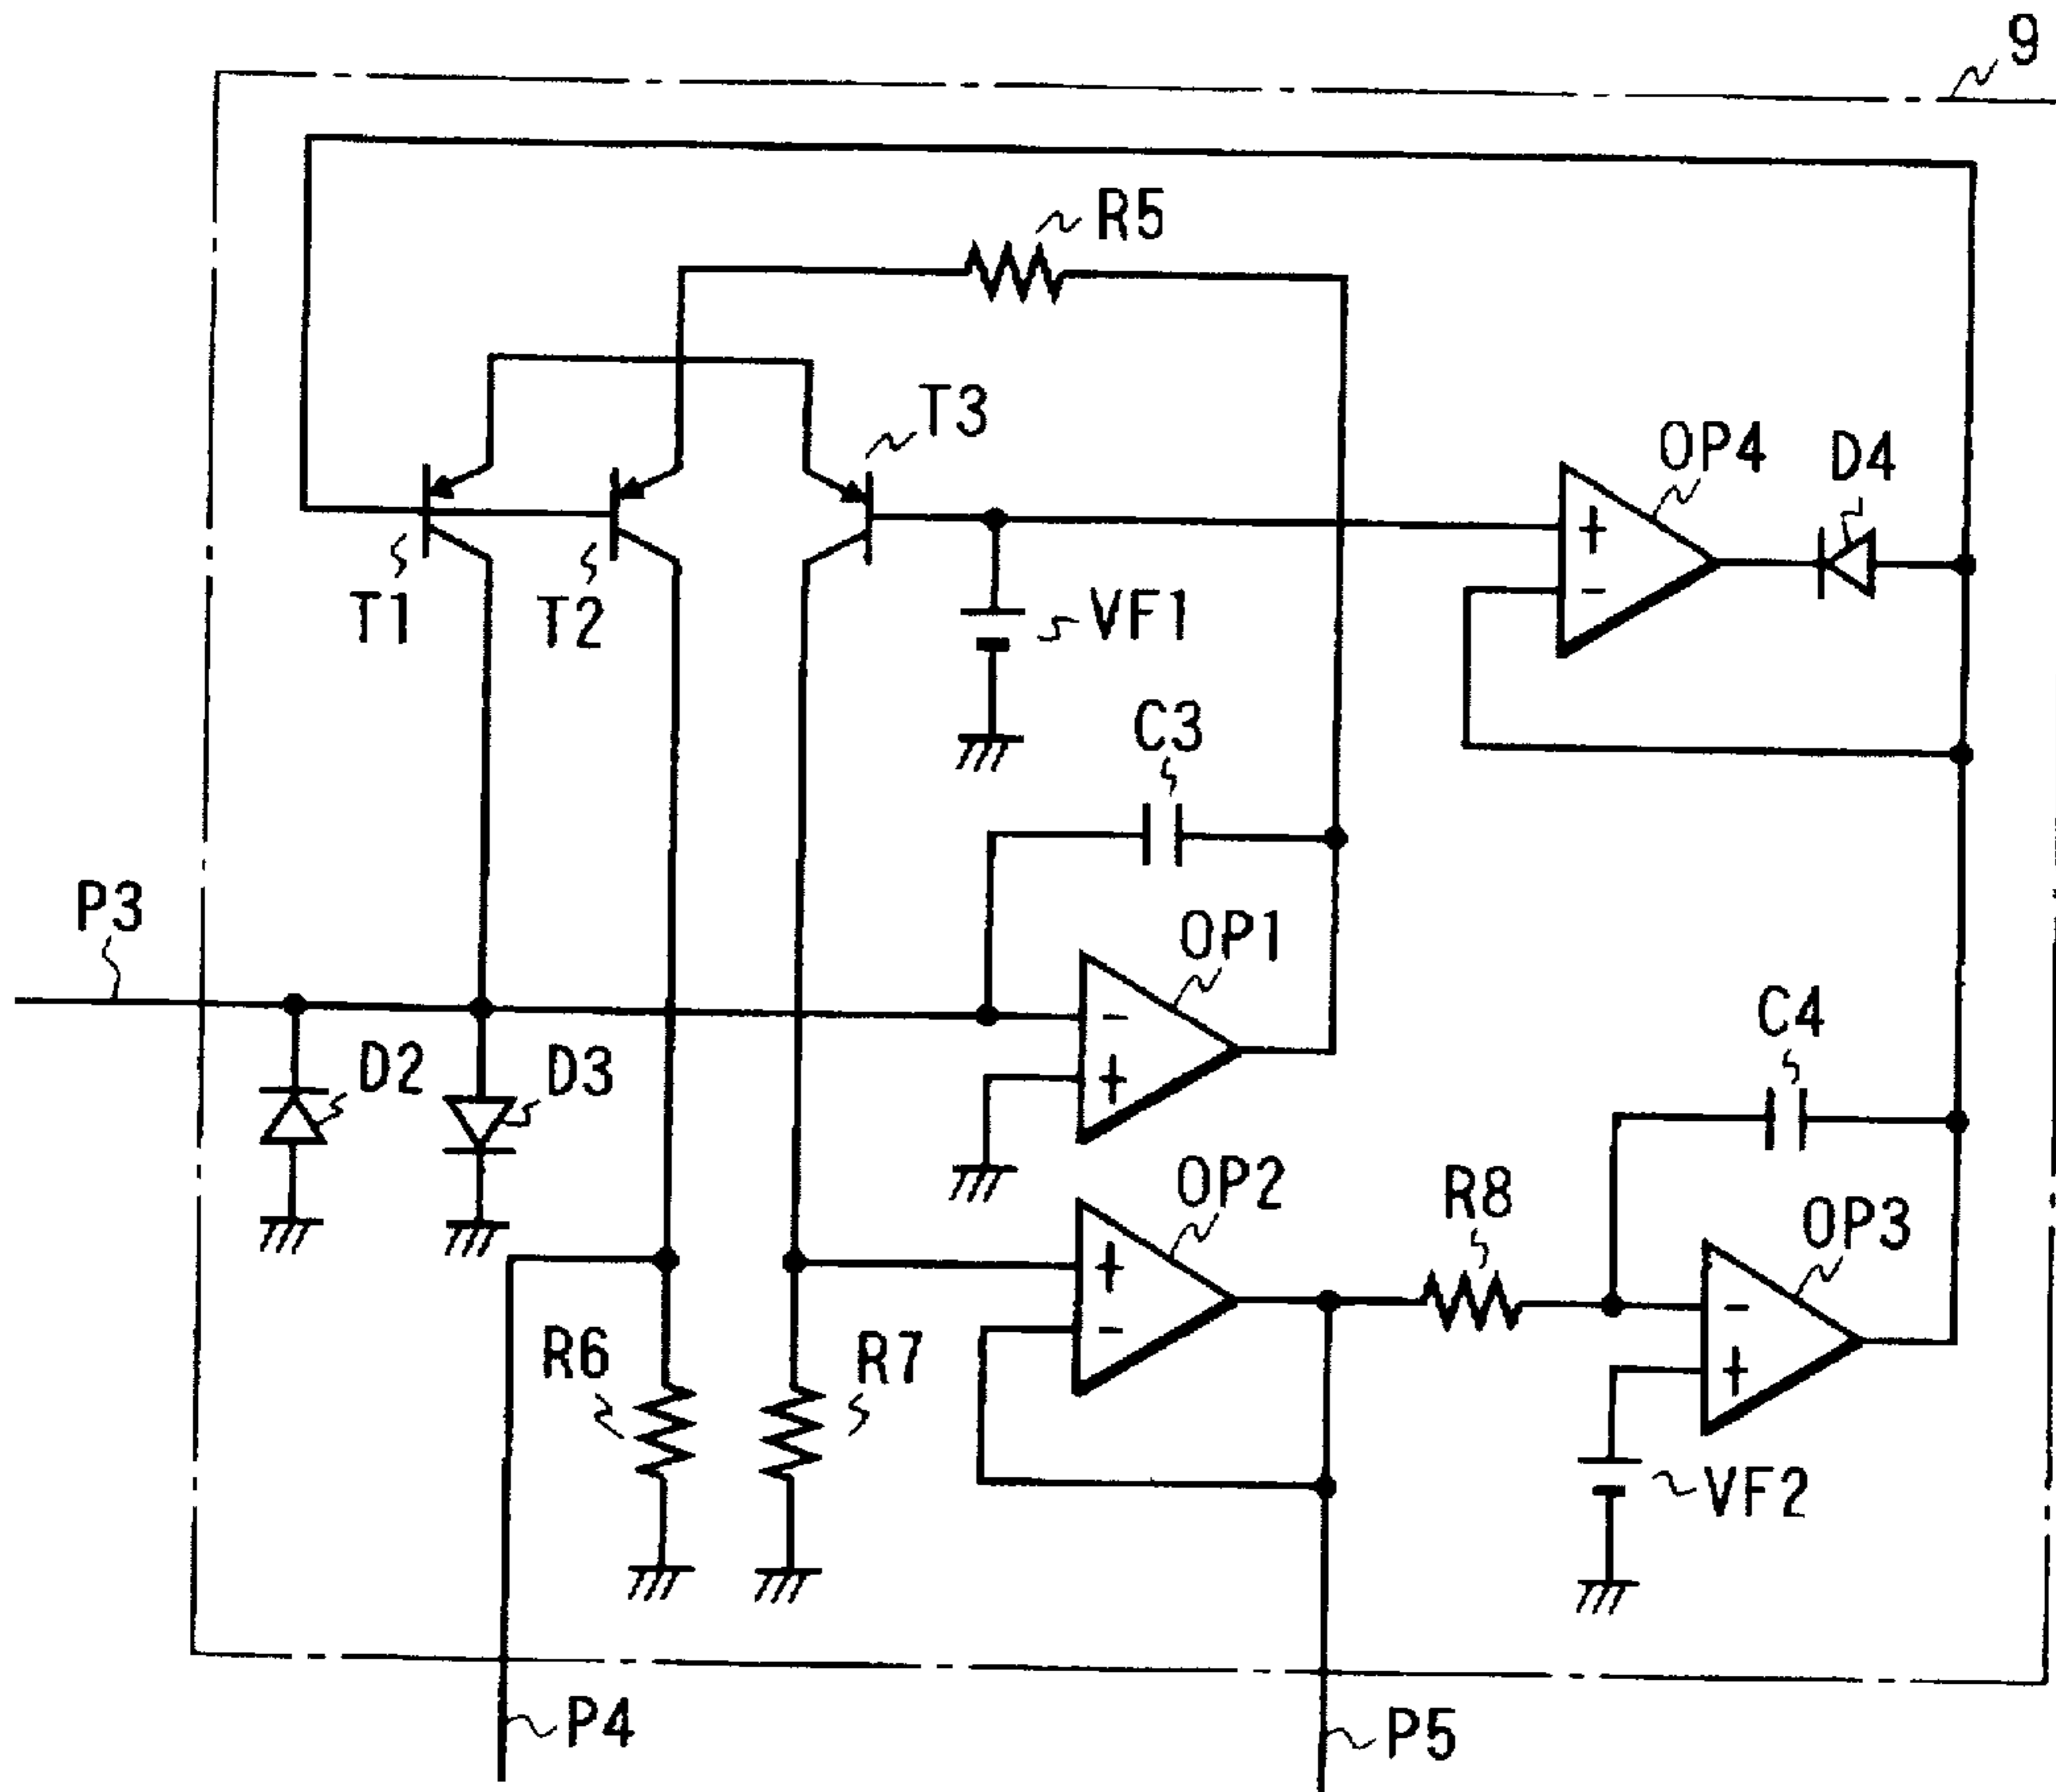 9
R5
T3
OP4
D4
T1
T2
VF1
+
-
C3
P3
OP1
C4
D2
D3
-
+
OP2
R8
OP3
+
-
-
+
R6
R7
VF2
P4
P5